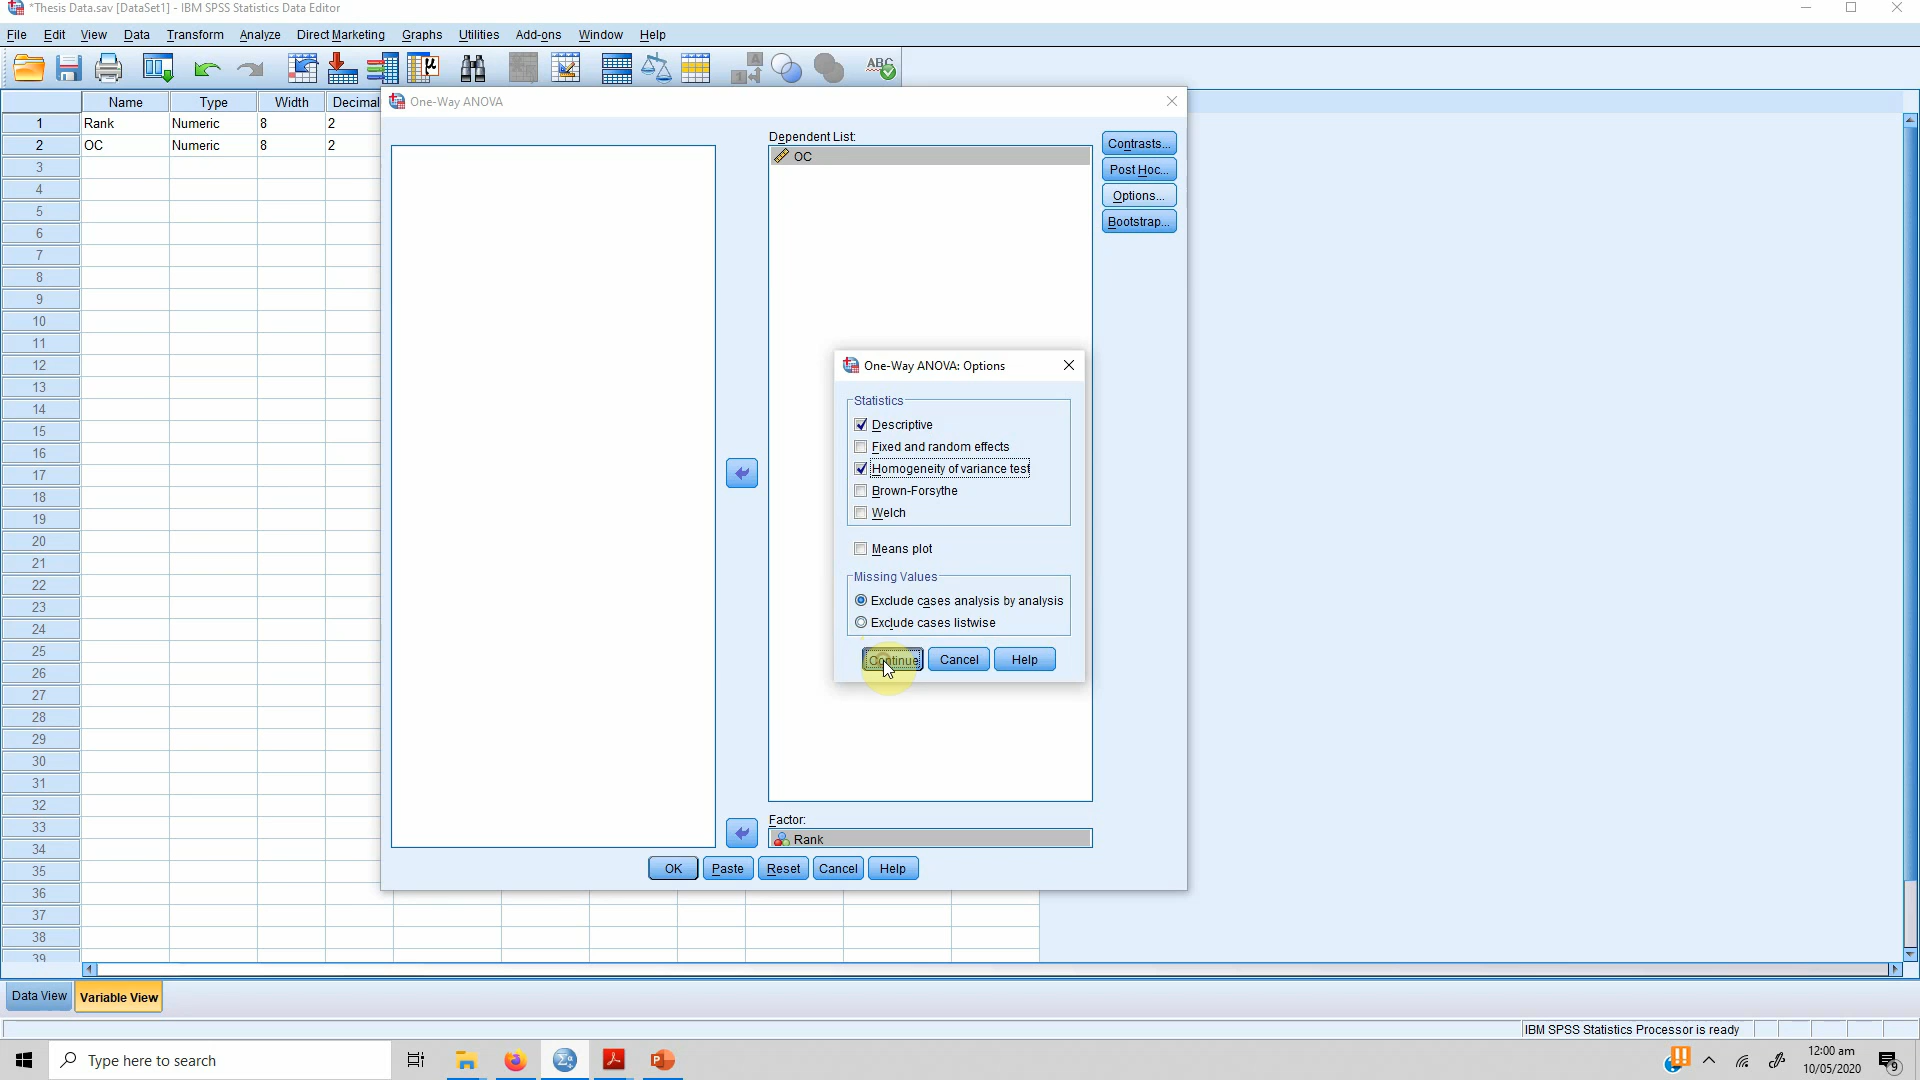 *Thesis Data.sav [DataSet1] - IBM SPSS Statistics Data Editor
File Edit View Data Transform Analyze Direct Marketing Graphs Utilities Add-ons Window Help
Name Type Width Decimal
1 Rank Numeric 8 2
2 OC Numeric 8 2
3
4
5
6
7
8
9
10
11
12
13
14
15
16
17
18
19
20
21
22
23
24
25
26
27
28
29
30
31
32
33
34
35
36
37
38
39
One-Way ANOVA
Dependent List:
OC
Contrasts...
Post Hoc...
Options...
Bootstrap...
One-Way ANOVA: Options
Statistics
Descriptive
Fixed and random effects
Homogeneity of variance test
Brown-Forsythe
Welch
Means plot
Missing Values
Exclude cases analysis by analysis
Exclude cases listwise
Continue Cancel Help
Factor:
Rank
OK Paste Reset Cancel Help
Data View Variable View
IBM SPSS Statistics Processor is ready
Type here to search
12:00 am
10/05/2020
9